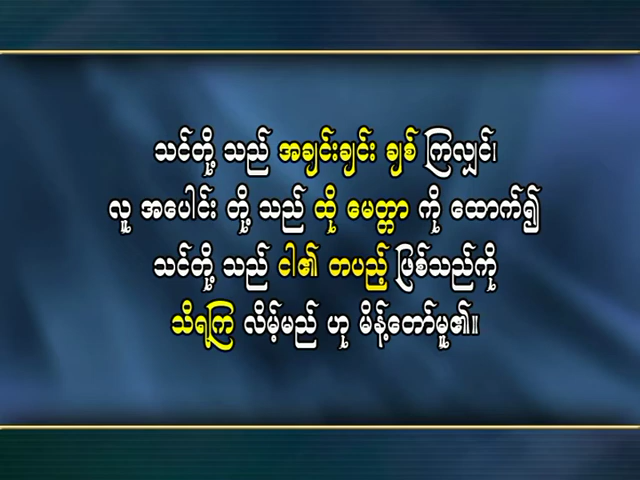 သင်တို့ သည် အချင်းချင်း ချစ် ကြလျှင်၊
လူ အပေါင်း တို့ သည် ထို မေတ္တာ ကို ထောက်၍
သင်တို့ သည် ငါ၏ တပည့် ဖြစ်သည်ကို
သိရကြ လိမ့်မည် ဟု မိန့်တော်မူ၏။